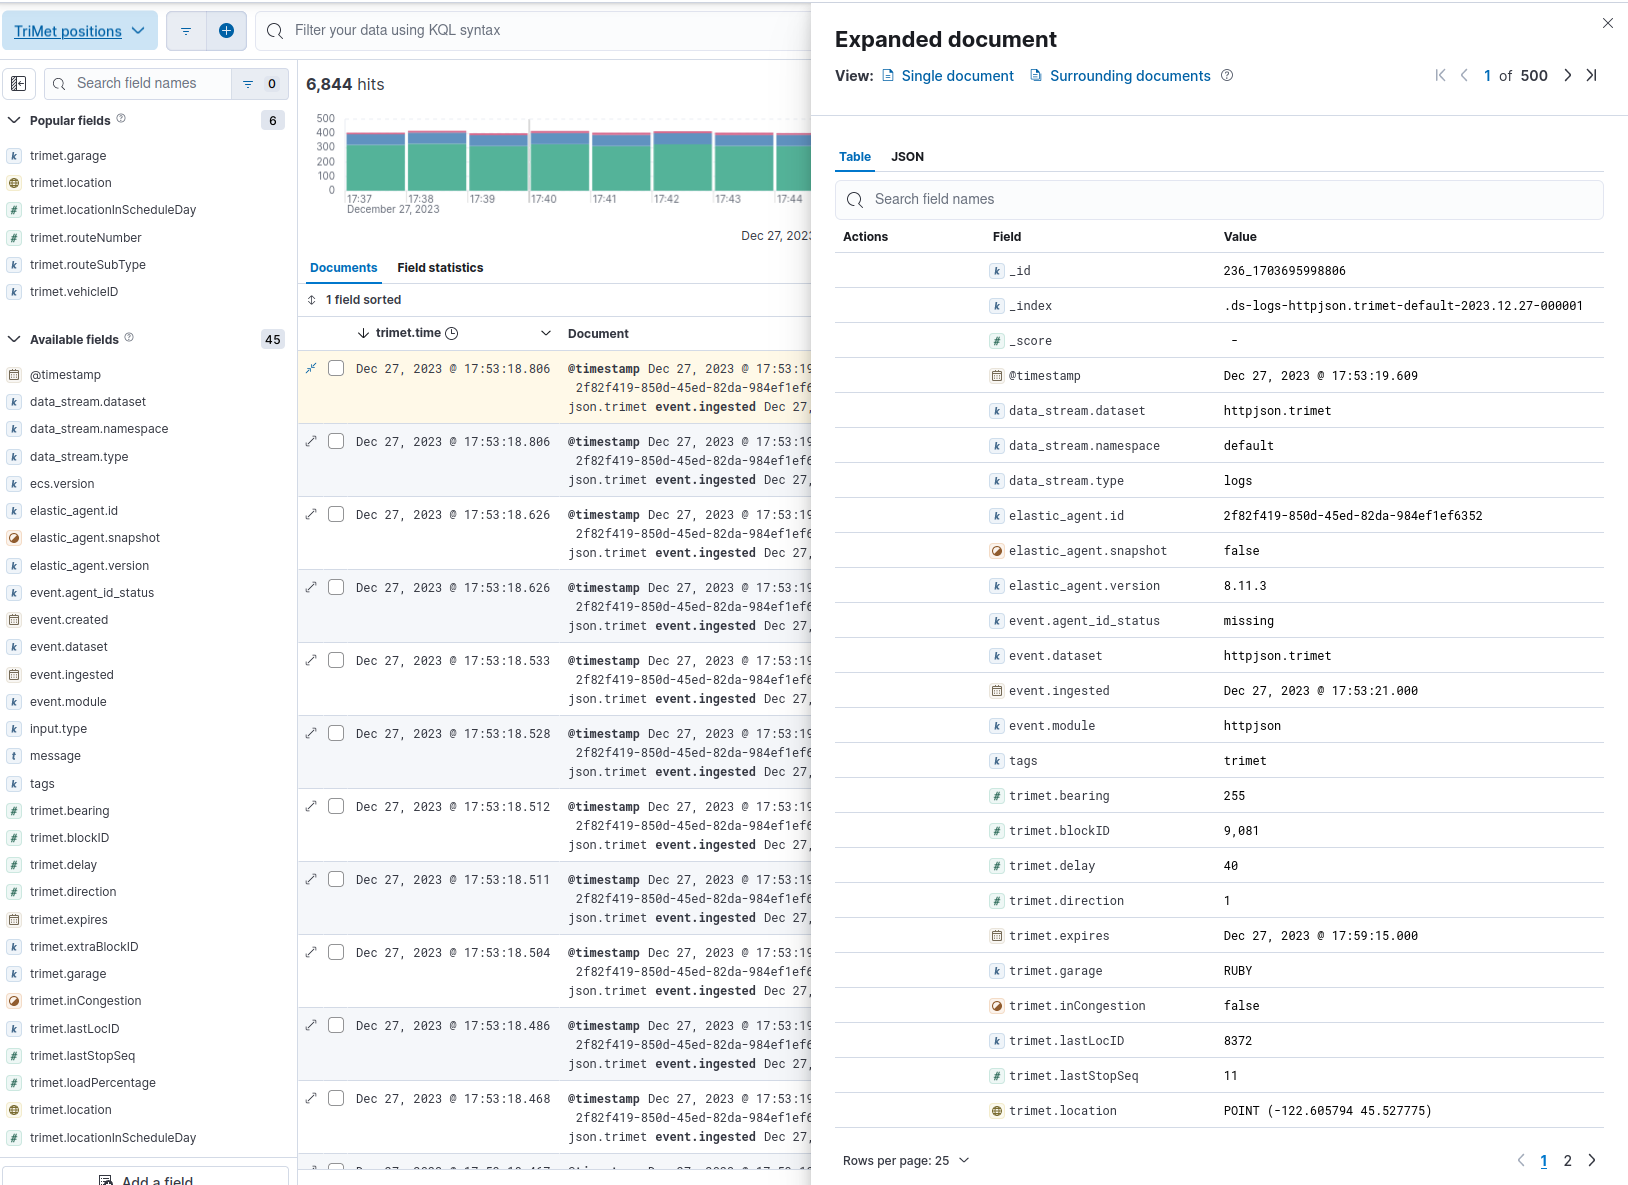 TriMet positions
Filter your data using KQL syntax
Search field names
0
Popular fields
6
trimet.garage
trimet.location
trimet.locationInScheduleDay
trimet.routeNumber
trimet.routeSubType
trimet.vehicleID
Available fields
45
@timestamp
data_stream.dataset
data_stream.namespace
data_stream.type
ecs.version
elastic_agent.id
elastic_agent.snapshot
elastic_agent.version
event.agent_id_status
event.created
event.dataset
event.ingested
event.module
input.type
message
tags
trimet.bearing
trimet.blockID
trimet.delay
trimet.direction
trimet.expires
trimet.extraBlockID
trimet.garage
trimet.inCongestion
trimet.lastLocID
trimet.lastStopSeq
trimet.loadPercentage
trimet.location
trimet.locationInScheduleDay
Add a field
6,844 hits
500
400
300
200
100
0
17:37 17:38 17:39 17:40 17:41 17:42 17:43 17:44
December 27, 2023
Dec 27, 2023
Documents Field statistics
1 field sorted
trimet.time Document
Dec 27, 2023 @ 17:53:18.806 @timestamp Dec 27, 2023 @ 17:53:19
2f82f419-850d-45ed-82da-984ef1ef6
json.trimet event.ingested Dec 27,
Dec 27, 2023 @ 17:53:18.806 @timestamp Dec 27, 2023 @ 17:53:19
2f82f419-850d-45ed-82da-984ef1ef6
json.trimet event.ingested Dec 27,
Dec 27, 2023 @ 17:53:18.626 @timestamp Dec 27, 2023 @ 17:53:19
2f82f419-850d-45ed-82da-984ef1ef6
json.trimet event.ingested Dec 27,
Dec 27, 2023 @ 17:53:18.626 @timestamp Dec 27, 2023 @ 17:53:19
2f82f419-850d-45ed-82da-984ef1ef6
json.trimet event.ingested Dec 27,
Dec 27, 2023 @ 17:53:18.533 @timestamp Dec 27, 2023 @ 17:53:19
2f82f419-850d-45ed-82da-984ef1ef6
json.trimet event.ingested Dec 27,
Dec 27, 2023 @ 17:53:18.528 @timestamp Dec 27, 2023 @ 17:53:19
2f82f419-850d-45ed-82da-984ef1ef6
json.trimet event.ingested Dec 27,
Dec 27, 2023 @ 17:53:18.512 @timestamp Dec 27, 2023 @ 17:53:19
2f82f419-850d-45ed-82da-984ef1ef6
json.trimet event.ingested Dec 27,
Dec 27, 2023 @ 17:53:18.511 @timestamp Dec 27, 2023 @ 17:53:19
2f82f419-850d-45ed-82da-984ef1ef6
json.trimet event.ingested Dec 27,
Dec 27, 2023 @ 17:53:18.504 @timestamp Dec 27, 2023 @ 17:53:19
2f82f419-850d-45ed-82da-984ef1ef6
json.trimet event.ingested Dec 27,
Dec 27, 2023 @ 17:53:18.486 @timestamp Dec 27, 2023 @ 17:53:19
2f82f419-850d-45ed-82da-984ef1ef6
json.trimet event.ingested Dec 27,
Dec 27, 2023 @ 17:53:18.468 @timestamp Dec 27, 2023 @ 17:53:19
2f82f419-850d-45ed-82da-984ef1ef6
json.trimet event.ingested Dec 27,
Expanded document
View: Single document Surrounding documents 1 of 500
Table JSON
Search field names
Actions Field Value
_id 236_1703695998806
_index .ds-logs-httpjson.trimet-default-2023.12.27-000001
_score -
@timestamp Dec 27, 2023 @ 17:53:19.609
data_stream.dataset httpjson.trimet
data_stream.namespace default
data_stream.type logs
elastic_agent.id 2f82f419-850d-45ed-82da-984ef1ef6352
elastic_agent.snapshot false
elastic_agent.version 8.11.3
event.agent_id_status missing
event.dataset httpjson.trimet
event.ingested Dec 27, 2023 @ 17:53:21.000
event.module httpjson
tags trimet
trimet.bearing 255
trimet.blockID 9,081
trimet.delay 40
trimet.direction 1
trimet.expires Dec 27, 2023 @ 17:59:15.000
trimet.garage RUBY
trimet.inCongestion false
trimet.lastLocID 8372
trimet.lastStopSeq 11
trimet.location POINT (-122.605794 45.527775)
Rows per page: 25 1 2